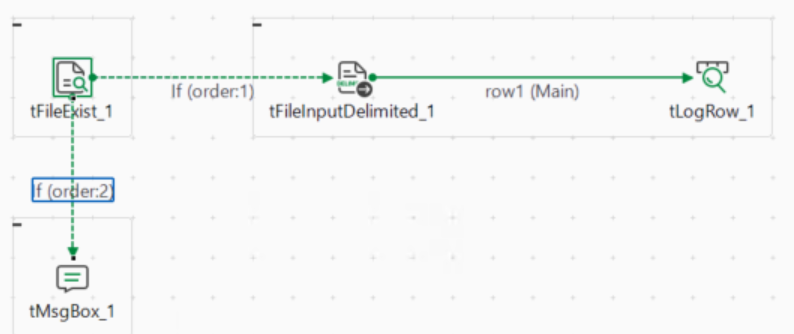 If (order:1)
row1 (Main)
tFileExist_1
tFileInputDelimited_1
tLogRow_1
If (order:2)
tMsgBox_1